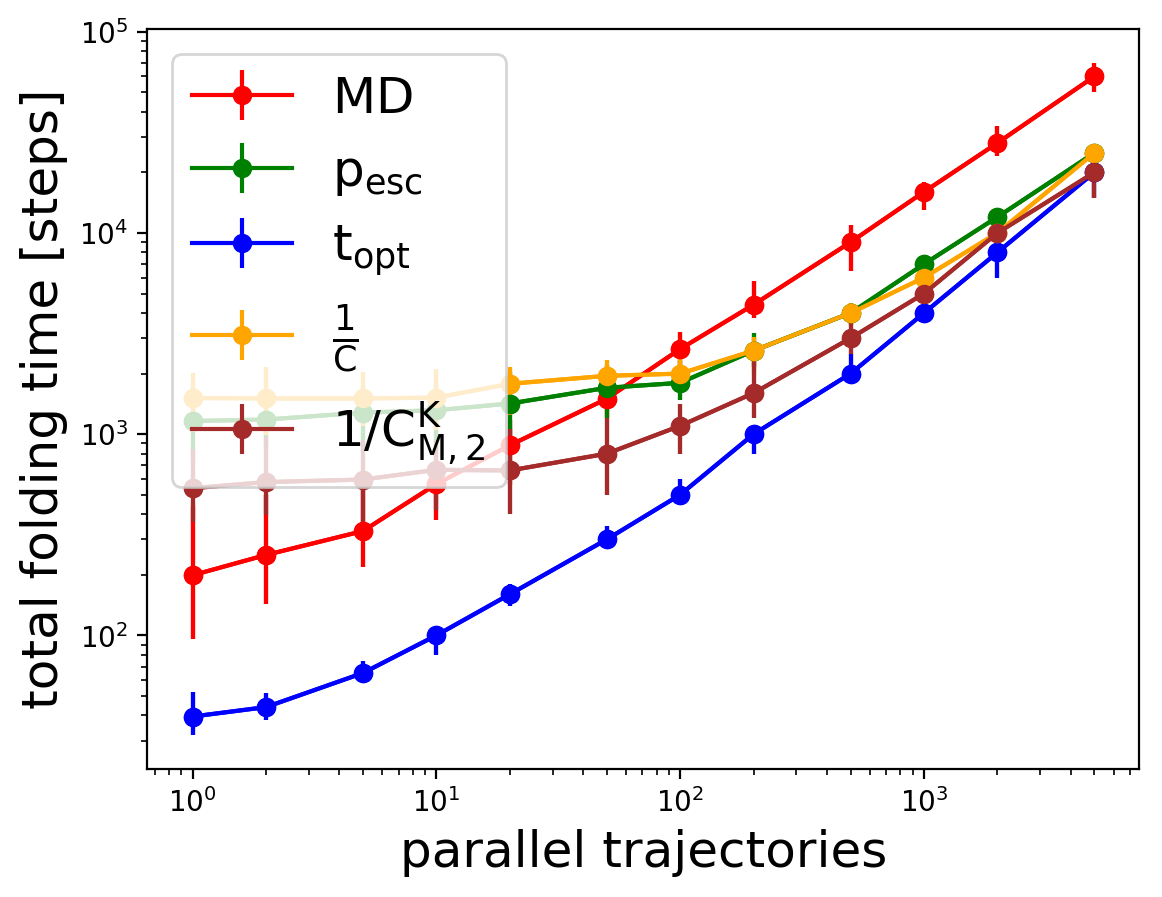 10⁵
10⁴
10³
10²
total folding time [steps]
MD
p_esc
t_opt
1/C
1/C^K_M, 2
10⁰ 10¹ 10² 10³
parallel trajectories